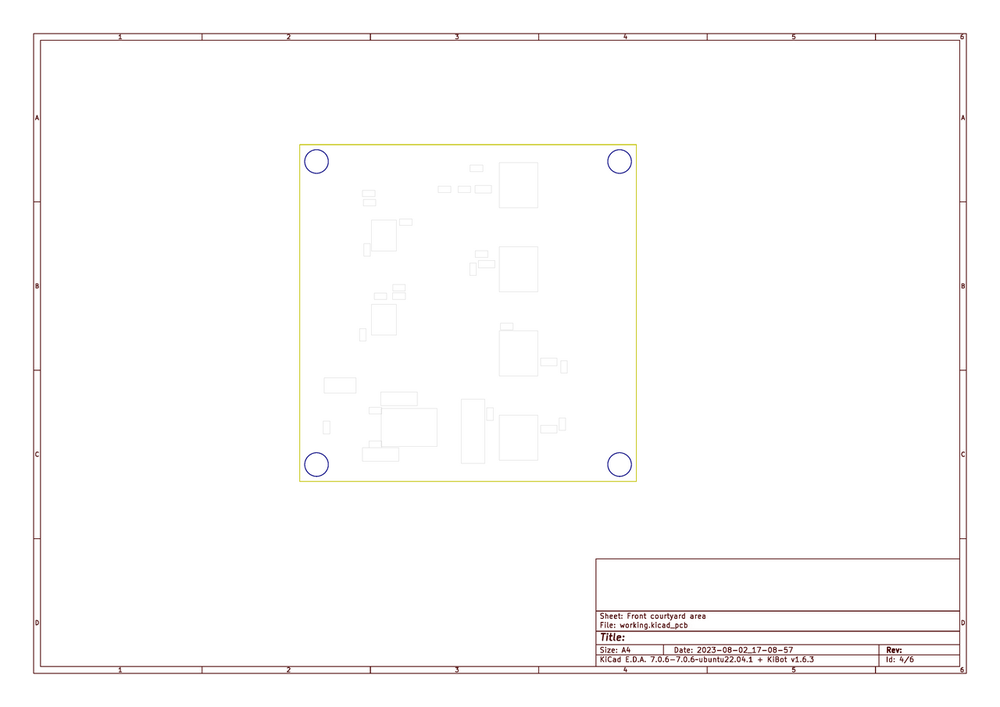 1 2 3 4 5 6
A A
B B
C C
D D
Sheet: Front courtyard area
File: working.kicad_pcb
Title:
Size: A4 Date: 2023-08-02_17-08-57 Rev:
KiCad E.D.A. 7.0.6-7.0.6~ubuntu22.04.1 + KiBot v1.6.3 Id: 4/6
1 2 3 4 5 6